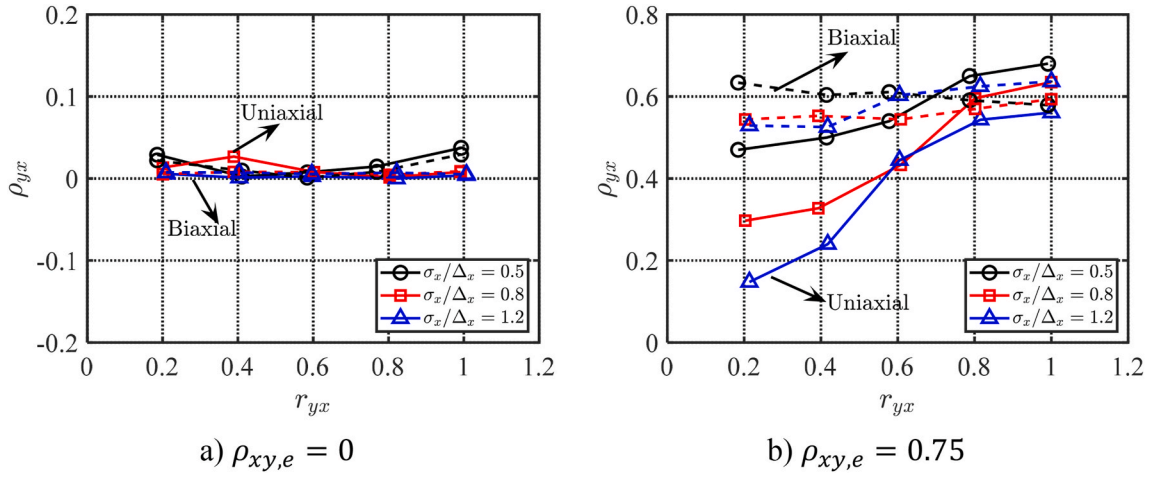 0.2
0.1
0
-0.1
-0.2
ρyx
Uniaxial
Biaxial
σx/Δx = 0.5
σx/Δx = 0.8
σx/Δx = 1.2
0 0.2 0.4 0.6 0.8 1 1.2
ryx
a) ρxy,e = 0
0.8
0.6
0.4
0.2
0
ρyx
Biaxial
Uniaxial
σx/Δx = 0.5
σx/Δx = 0.8
σx/Δx = 1.2
0 0.2 0.4 0.6 0.8 1 1.2
ryx
b) ρxy,e = 0.75